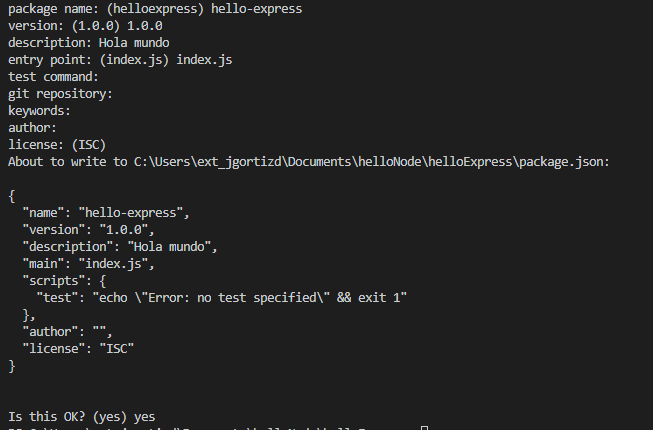 package name: (helloexpress) hello-express
version: (1.0.0) 1.0.0
description: Hola mundo
entry point: (index.js) index.js
test command:
git repository:
keywords:
author:
license: (ISC)
About to write to C:\Users\ext_jgortizd\Documents\helloNode\helloExpress\package.json:

{
  "name": "hello-express",
  "version": "1.0.0",
  "description": "Hola mundo",
  "main": "index.js",
  "scripts": {
    "test": "echo \"Error: no test specified\" && exit 1"
  },
  "author": "",
  "license": "ISC"
}

Is this OK? (yes) yes